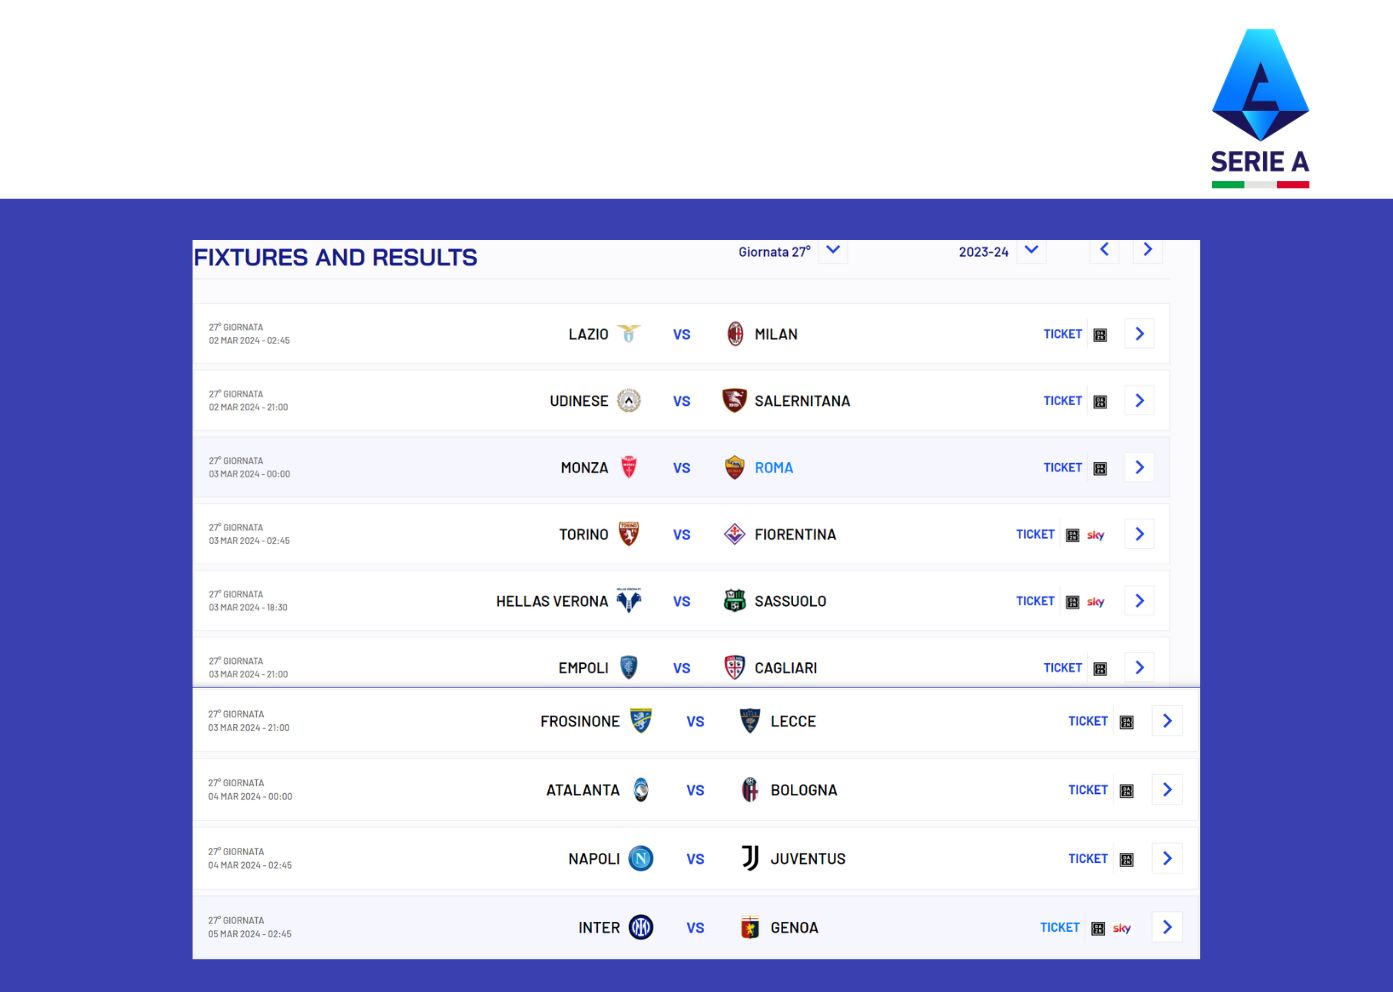 SERIE A
FIXTURES AND RESULTS Giornata 27° 2023-24
27° GIORNATA
02 MAR 2024 - 02:45
LAZIO VS MILAN TICKET
27° GIORNATA
02 MAR 2024 - 21:00
UDINESE VS SALERNITANA TICKET
27° GIORNATA
03 MAR 2024 - 00:00
MONZA VS ROMA TICKET
27° GIORNATA
03 MAR 2024 - 02:45
TORINO VS FIORENTINA TICKET sky
27° GIORNATA
03 MAR 2024 - 18:30
HELLAS VERONA VS SASSUOLO TICKET sky
27° GIORNATA
03 MAR 2024 - 21:00
EMPOLI VS CAGLIARI TICKET
27° GIORNATA
03 MAR 2024 - 21:00
FROSINONE VS LECCE TICKET
27° GIORNATA
04 MAR 2024 - 00:00
ATALANTA VS BOLOGNA TICKET
27° GIORNATA
04 MAR 2024 - 02:45
NAPOLI VS JUVENTUS TICKET
27° GIORNATA
05 MAR 2024 - 02:45
INTER VS GENOA TICKET sky